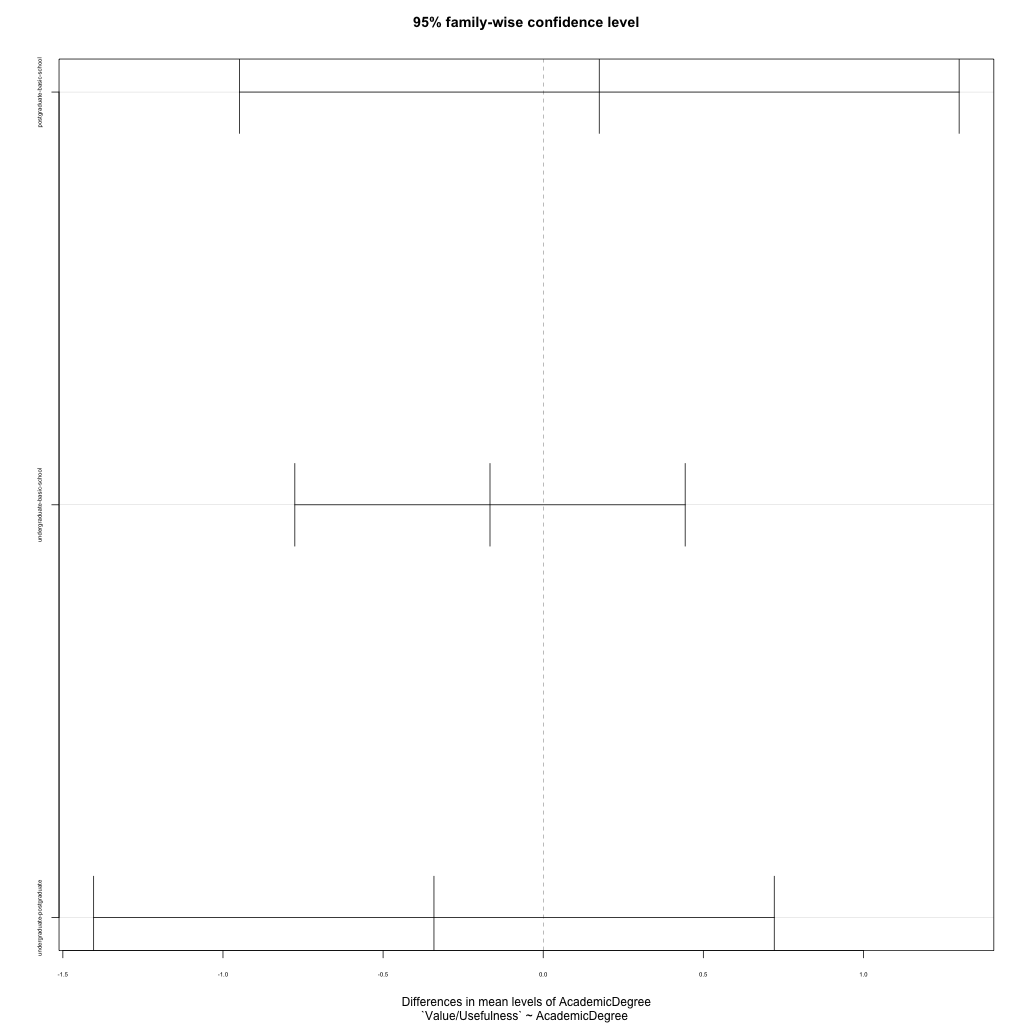 95% family-wise confidence level
postgraduate-basic-school
undergraduate-basic-school
undergraduate-postgraduate
-1.5 -1.0 -0.5 0.0 0.5 1.0
Differences in mean levels of AcademicDegree
`Value/Usefulness` ~ AcademicDegree